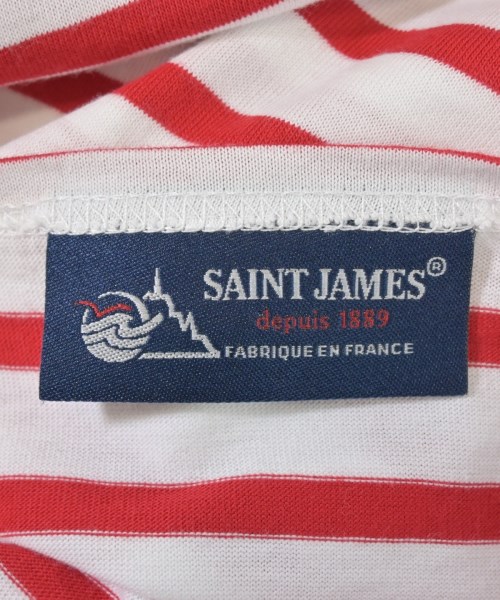 SAINT JAMES®
depuis 1889
FABRIQUE EN FRANCE